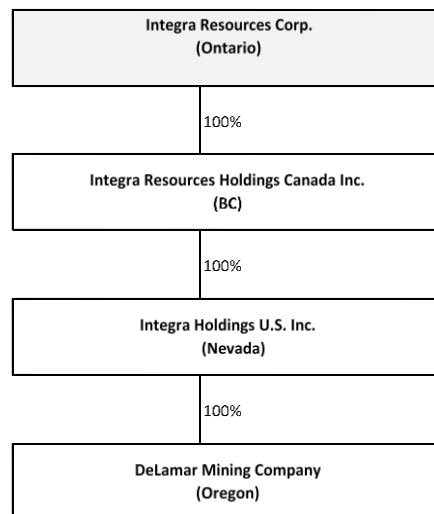 Integra Resources Corp.
(Ontario)
100%
Integra Resources Holdings Canada Inc.
(BC)
100%
Integra Holdings U.S. Inc.
(Nevada)
100%
DeLamar Mining Company
(Oregon)